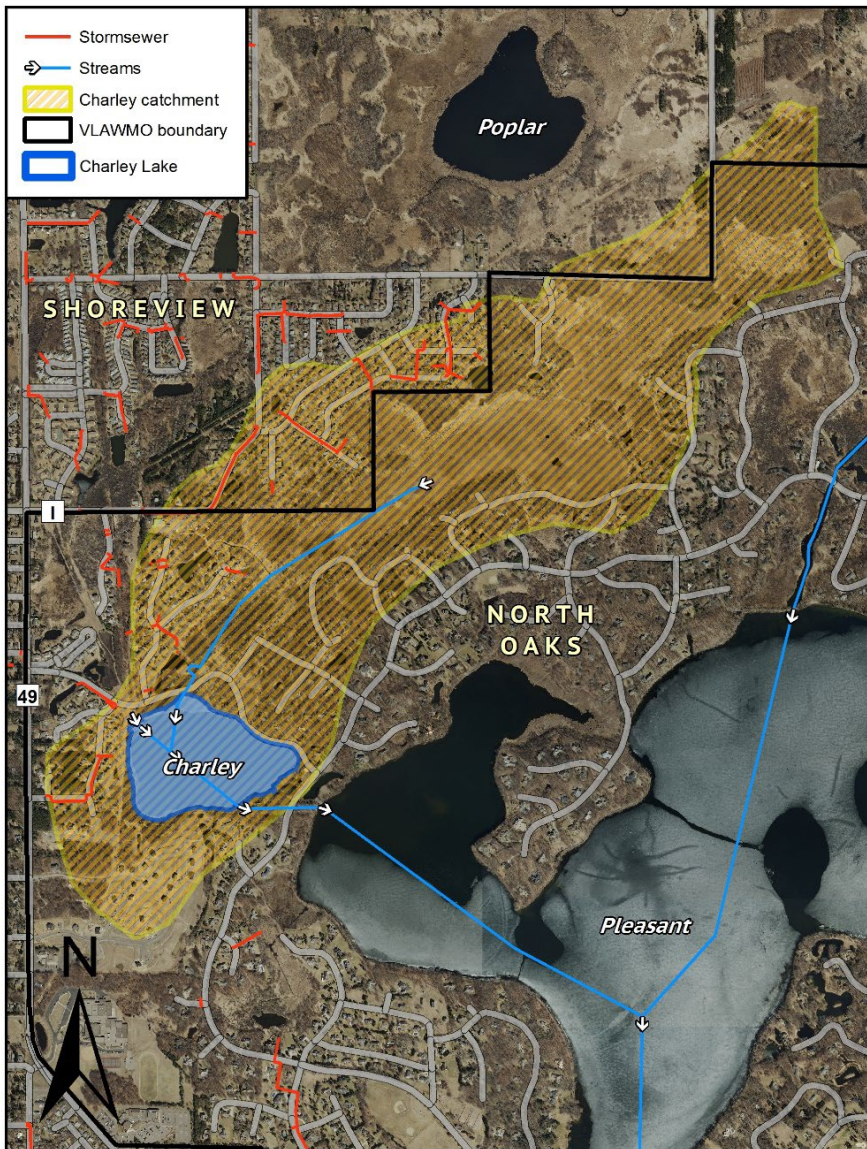 Stormsewer
Streams
Charley catchment
VLAWMO boundary
Charley Lake
Poplar
SHOREVIEW
I
NORTH
OAKS
49
Charley
Pleasant
N